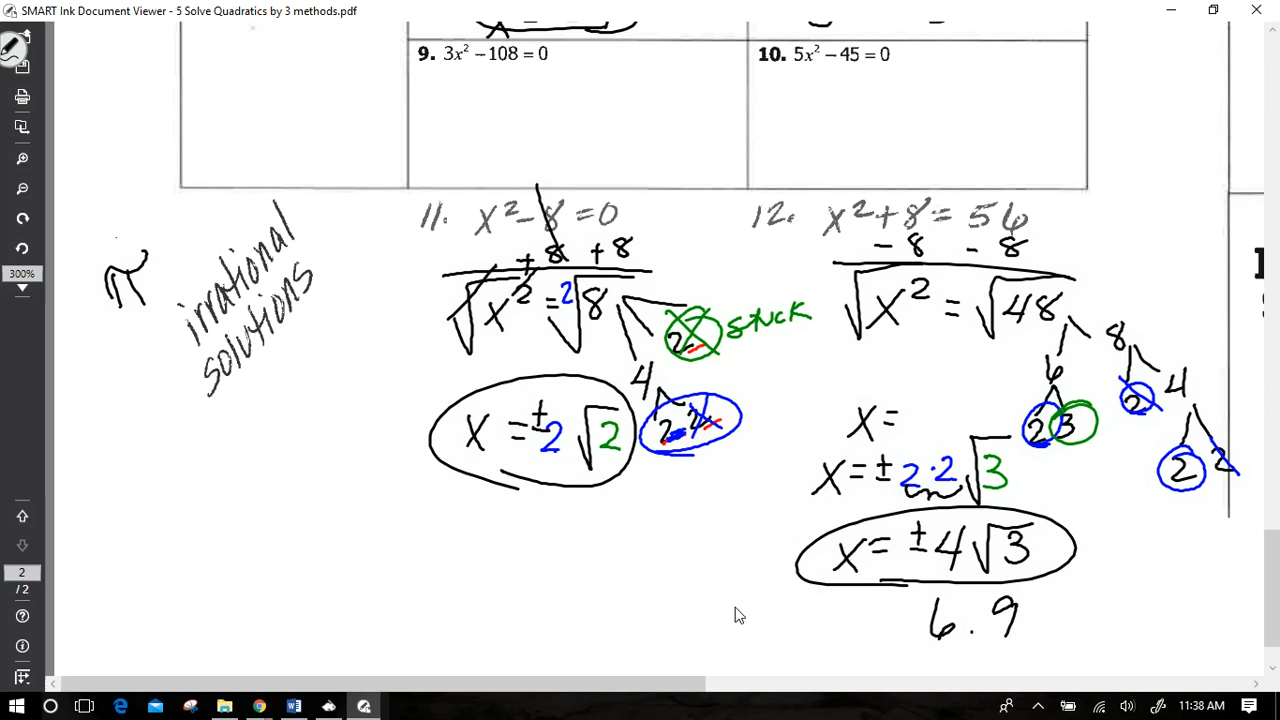 SMART Ink Document Viewer - 5 Solve Quadratics by 3 methods.pdf
9. 3x² − 108 = 0
10. 5x² − 45 = 0
11. x² − 8 = 0
+ 8 + 8
√x² = 2√8
2 stuck
4
2 2
x = ± 2 √2
12. x² + 8 = 56
− 8 − 8
√x² = √48
6 8
2 3 2 4
2 2
x =
x = ± 2·2 √3
x = ± 4 √3
6.9
π
irrational
solutions
300%
2
/ 2
11:38 AM